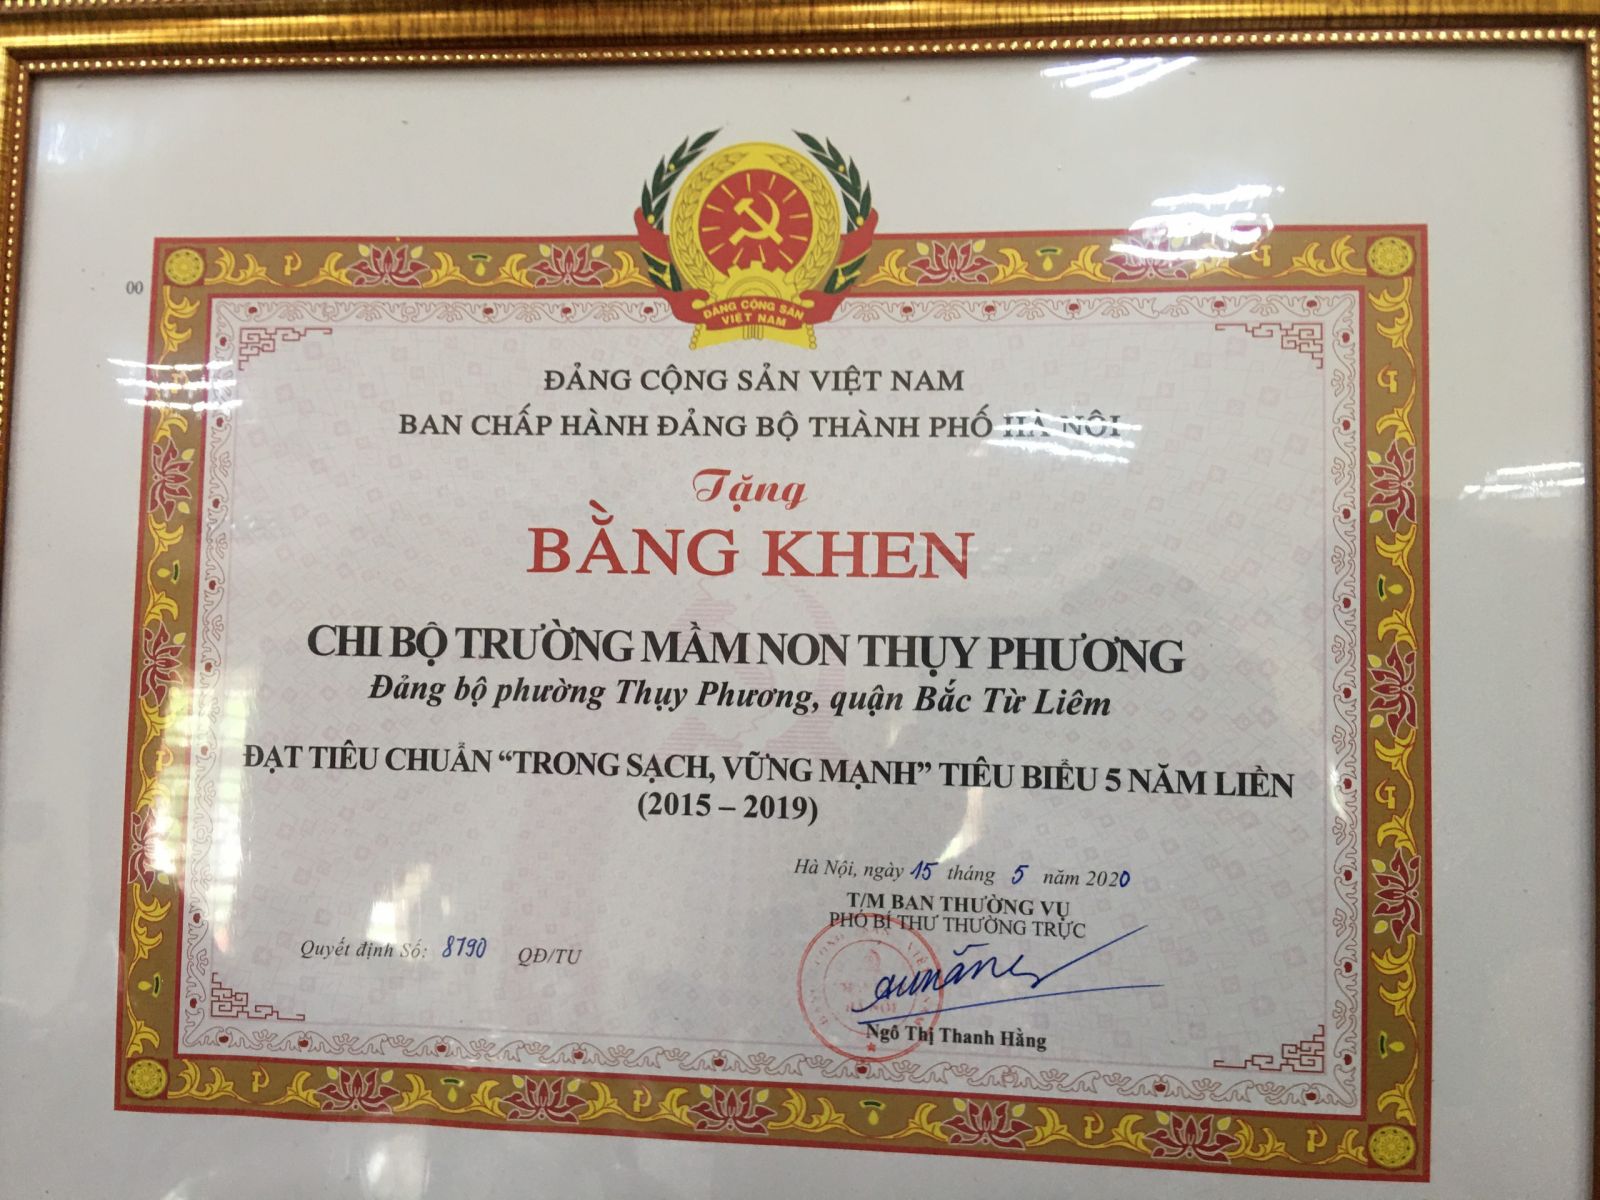 00
ĐẢNG CỘNG SẢN
VIỆT NAM
ĐẢNG CỘNG SẢN VIỆT NAM
BAN CHẤP HÀNH ĐẢNG BỘ THÀNH PHỐ HÀ NỘI
Tặng
BẰNG KHEN
CHI BỘ TRƯỜNG MẦM NON THỤY PHƯƠNG
Đảng bộ phường Thụy Phương, quận Bắc Từ Liêm
ĐẠT TIÊU CHUẨN “TRONG SẠCH, VỮNG MẠNH” TIÊU BIỂU 5 NĂM LIỀN
(2015 – 2019)
Hà Nội, ngày 15 tháng 5 năm 2020
T/M BAN THƯỜNG VỤ
PHÓ BÍ THƯ THƯỜNG TRỰC
Quyết định Số: 8790 QĐ/TU
Ngô Thị Thanh Hằng